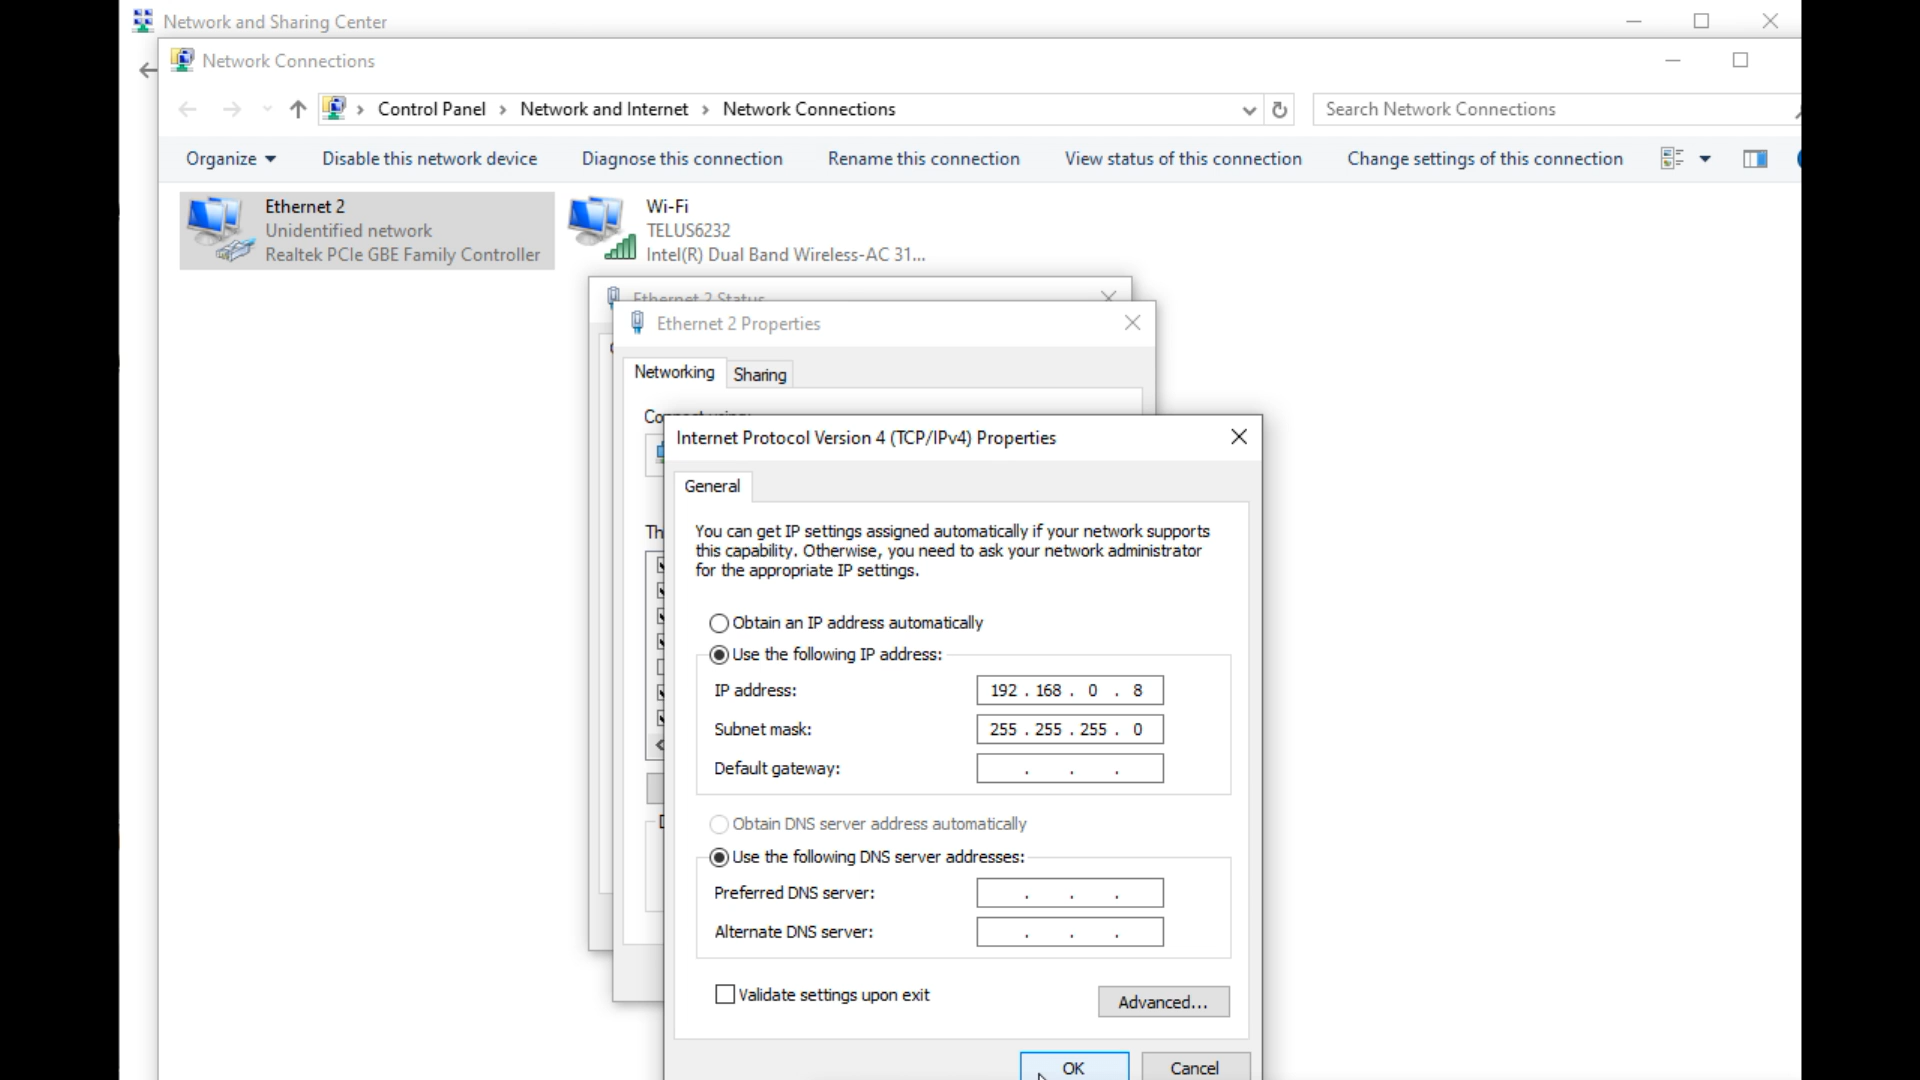 Network and Sharing Center
Network Connections
Control Panel > Network and Internet > Network Connections
Search Network Connections
Organize
Disable this network device
Diagnose this connection
Rename this connection
View status of this connection
Change settings of this connection
Ethernet 2
Unidentified network
Realtek PCIe GBE Family Controller
Wi-Fi
TELUS6232
Intel(R) Dual Band Wireless-AC 31...
Ethernet 2 Status
Ethernet 2 Properties
Networking
Sharing
Connect using:
Th
Internet Protocol Version 4 (TCP/IPv4) Properties
General
You can get IP settings assigned automatically if your network supports
this capability. Otherwise, you need to ask your network administrator
for the appropriate IP settings.
Obtain an IP address automatically
Use the following IP address:
IP address: 192 . 168 . 0 . 8
Subnet mask: 255 . 255 . 255 . 0
Default gateway: . . .
Obtain DNS server address automatically
Use the following DNS server addresses:
Preferred DNS server: . . .
Alternate DNS server: . . .
Validate settings upon exit
Advanced...
OK
Cancel